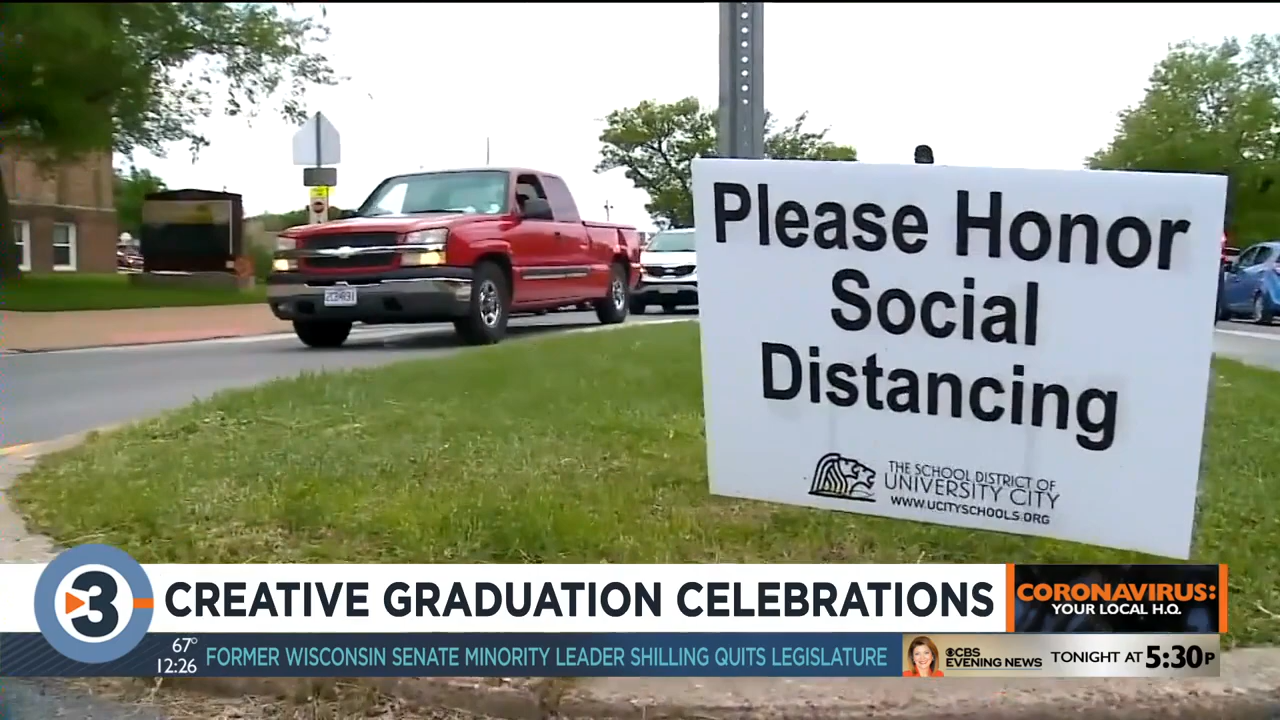 Please Honor
Social
Distancing
THE SCHOOL DISTRICT OF
UNIVERSITY CITY
WWW.UCITYSCHOOLS.ORG
3
CREATIVE GRADUATION CELEBRATIONS
CORONAVIRUS:
YOUR LOCAL H.Q.
67°
12:26
FORMER WISCONSIN SENATE MINORITY LEADER SHILLING QUITS LEGISLATURE
CBS
EVENING NEWS
TONIGHT AT 5:30P